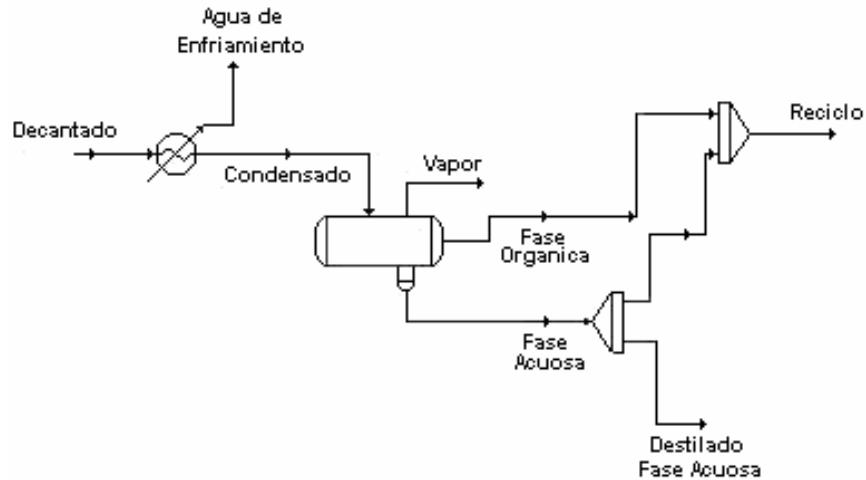 Agua de
Enfriamiento
Decantado
Condensado
Vapor
Reciclo
Fase
Organica
Fase
Acuosa
Destilado
Fase Acuosa